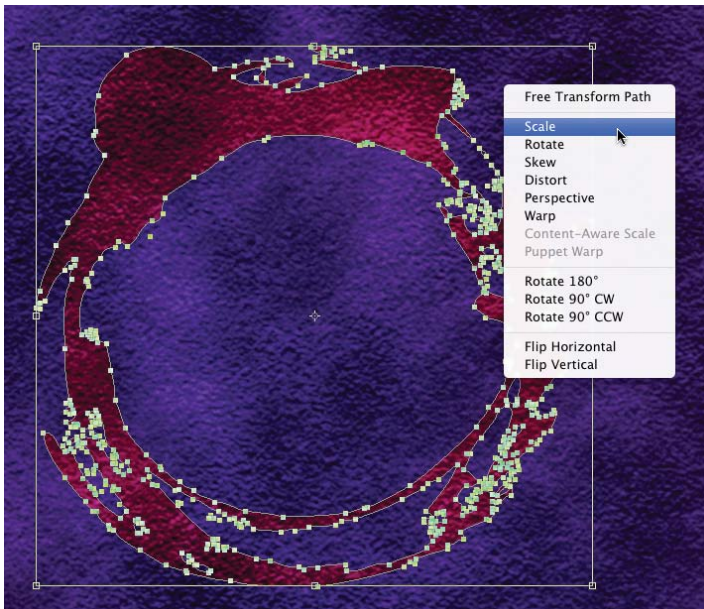 Free Transform Path
Scale
Rotate
Skew
Distort
Perspective
Warp
Content-Aware Scale
Puppet Warp
Rotate 180°
Rotate 90° CW
Rotate 90° CCW
Flip Horizontal
Flip Vertical